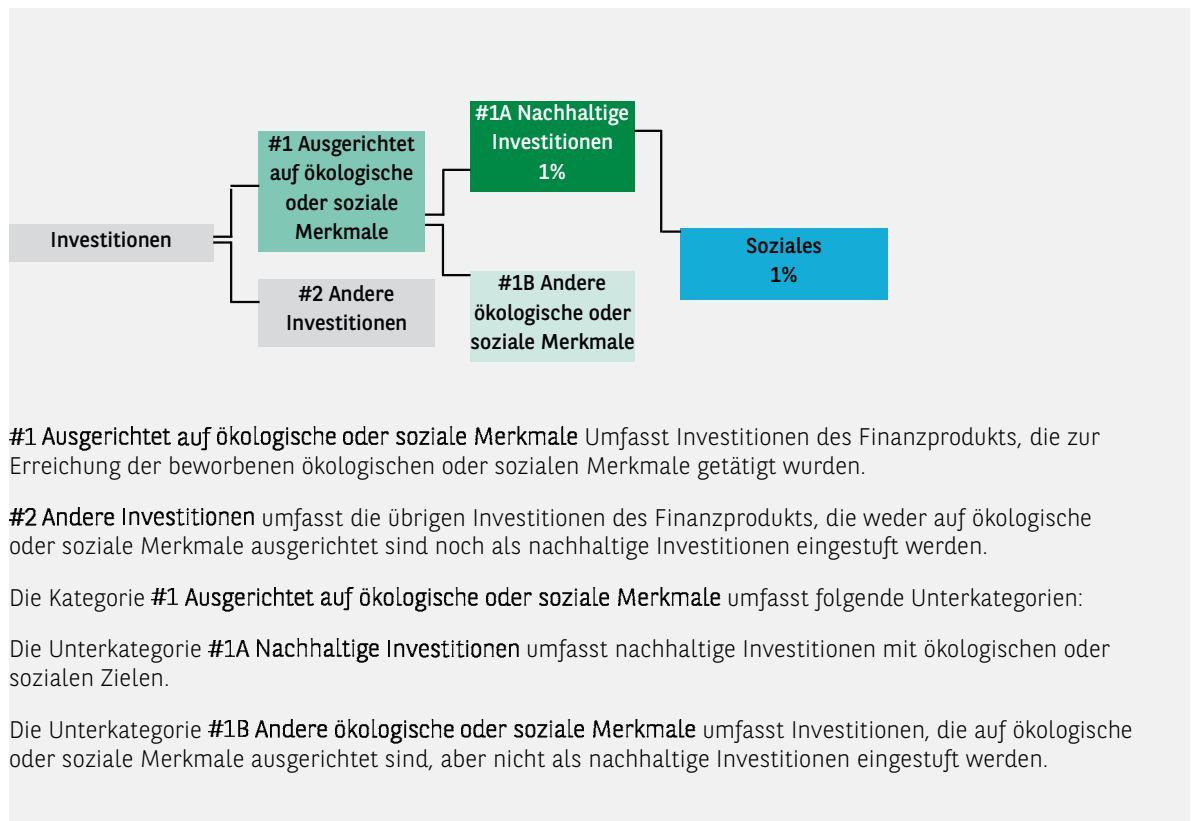 #1A Nachhaltige
Investitionen
1%
#1 Ausgerichtet
auf ökologische
oder soziale
Merkmale
Investitionen
Soziales
1%
#2 Andere
Investitionen
#1B Andere
ökologische oder
soziale Merkmale
#1 Ausgerichtet auf ökologische oder soziale Merkmale Umfasst Investitionen des Finanzprodukts, die zur
Erreichung der beworbenen ökologischen oder sozialen Merkmale getätigt wurden.
#2 Andere Investitionen umfasst die übrigen Investitionen des Finanzprodukts, die weder auf ökologische
oder soziale Merkmale ausgerichtet sind noch als nachhaltige Investitionen eingestuft werden.
Die Kategorie #1 Ausgerichtet auf ökologische oder soziale Merkmale umfasst folgende Unterkategorien:
Die Unterkategorie #1A Nachhaltige Investitionen umfasst nachhaltige Investitionen mit ökologischen oder
sozialen Zielen.
Die Unterkategorie #1B Andere ökologische oder soziale Merkmale umfasst Investitionen, die auf ökologische
oder soziale Merkmale ausgerichtet sind, aber nicht als nachhaltige Investitionen eingestuft werden.